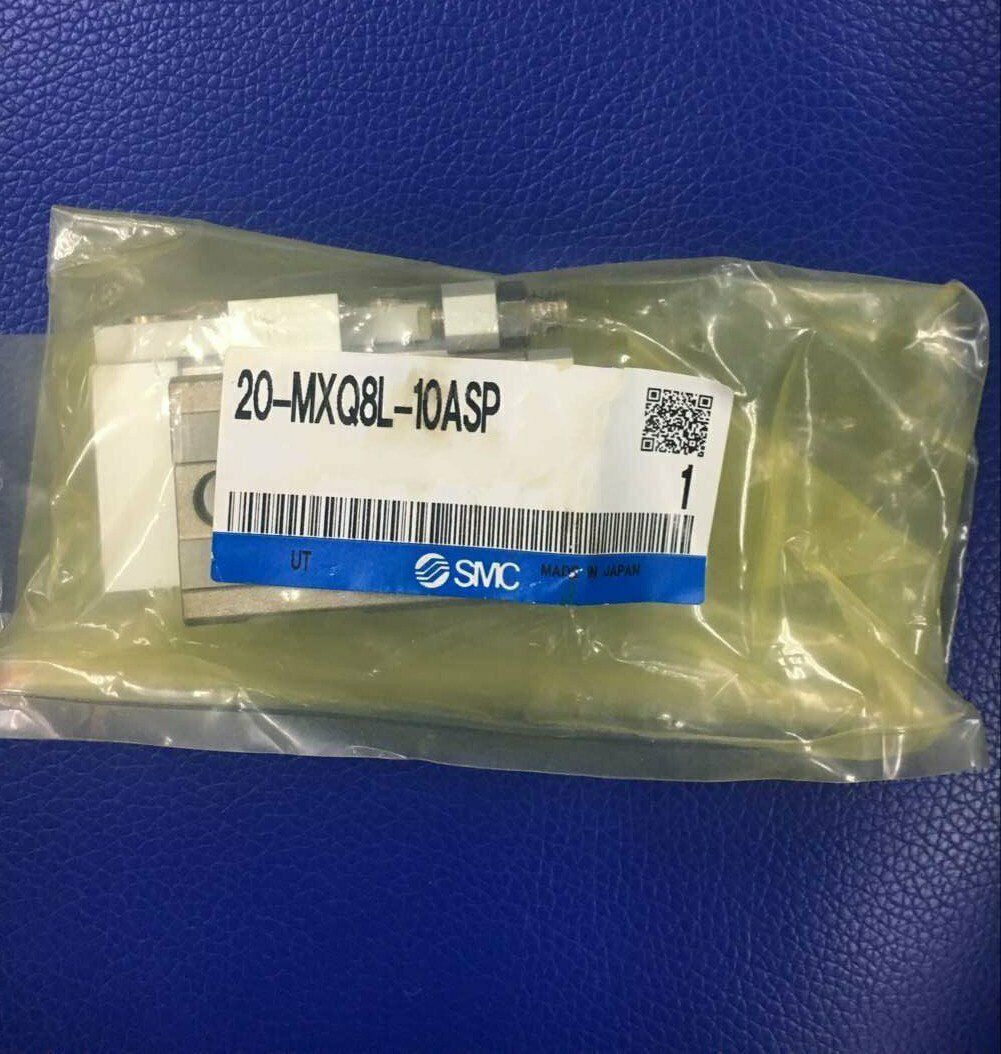 20-MXQ8L-10ASP
1
UT
SMC
MADE IN JAPAN